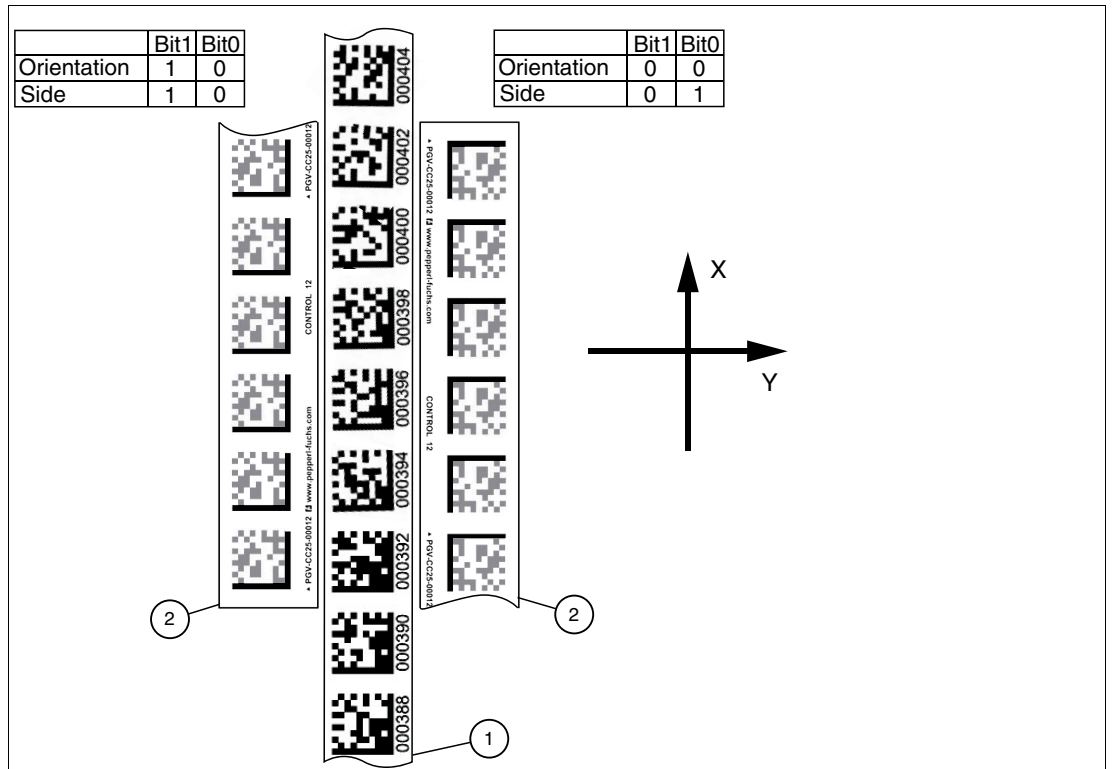 Bit1 Bit0
Orientation 1 0
Side 1 0
Bit1 Bit0
Orientation 0 0
Side 0 1
000404
000402
000400
000398
000396
000394
000392
000390
000388
PGV-CC25-00012
CONTROL 12
PGV-CC25-00012 www.pepperl-fuchs.com
PGV-CC25-00012 www.pepperl-fuchs.com
CONTROL 12
PGV-CC25-00012
X
Y
2
2
1